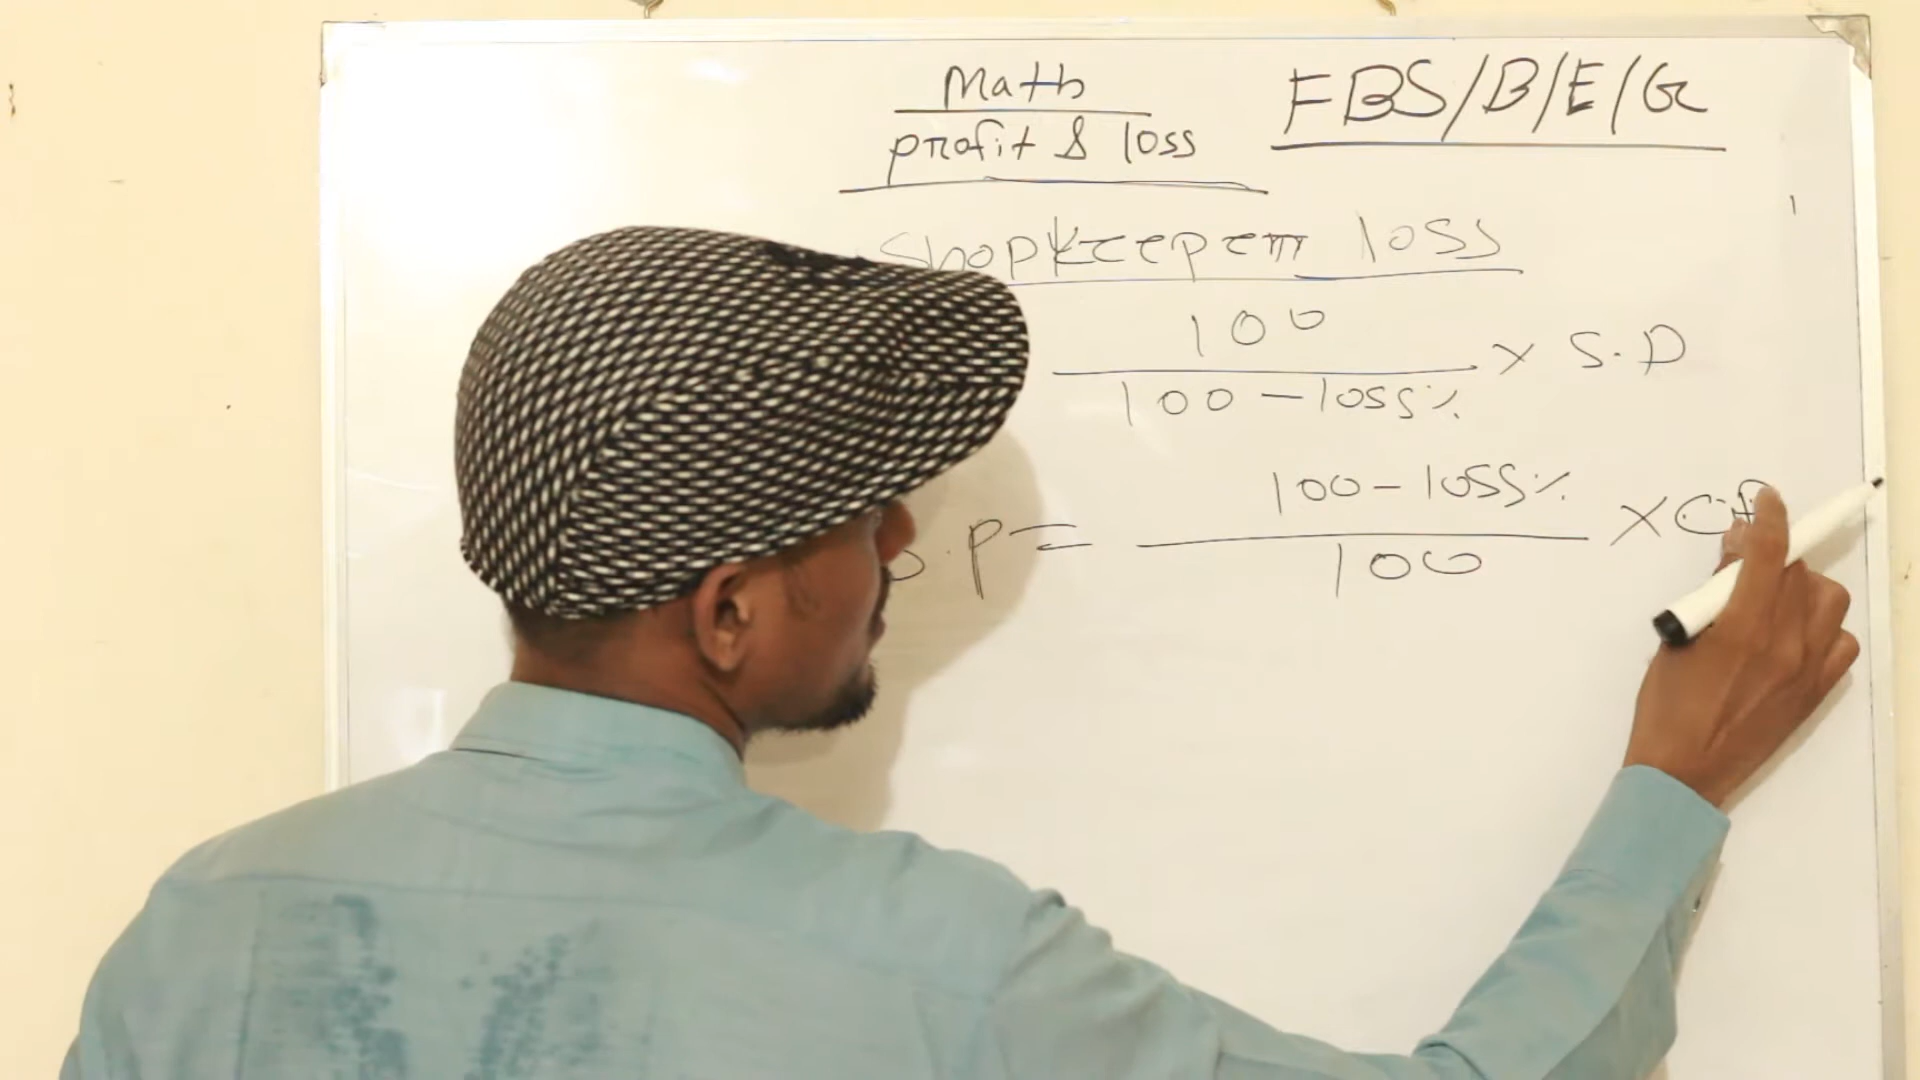 Math
FBS/B/E/G
profit & loss
Shopkeeper loss
100
100 - loss% × S.P
100 - loss%
.P = 100 × C.P